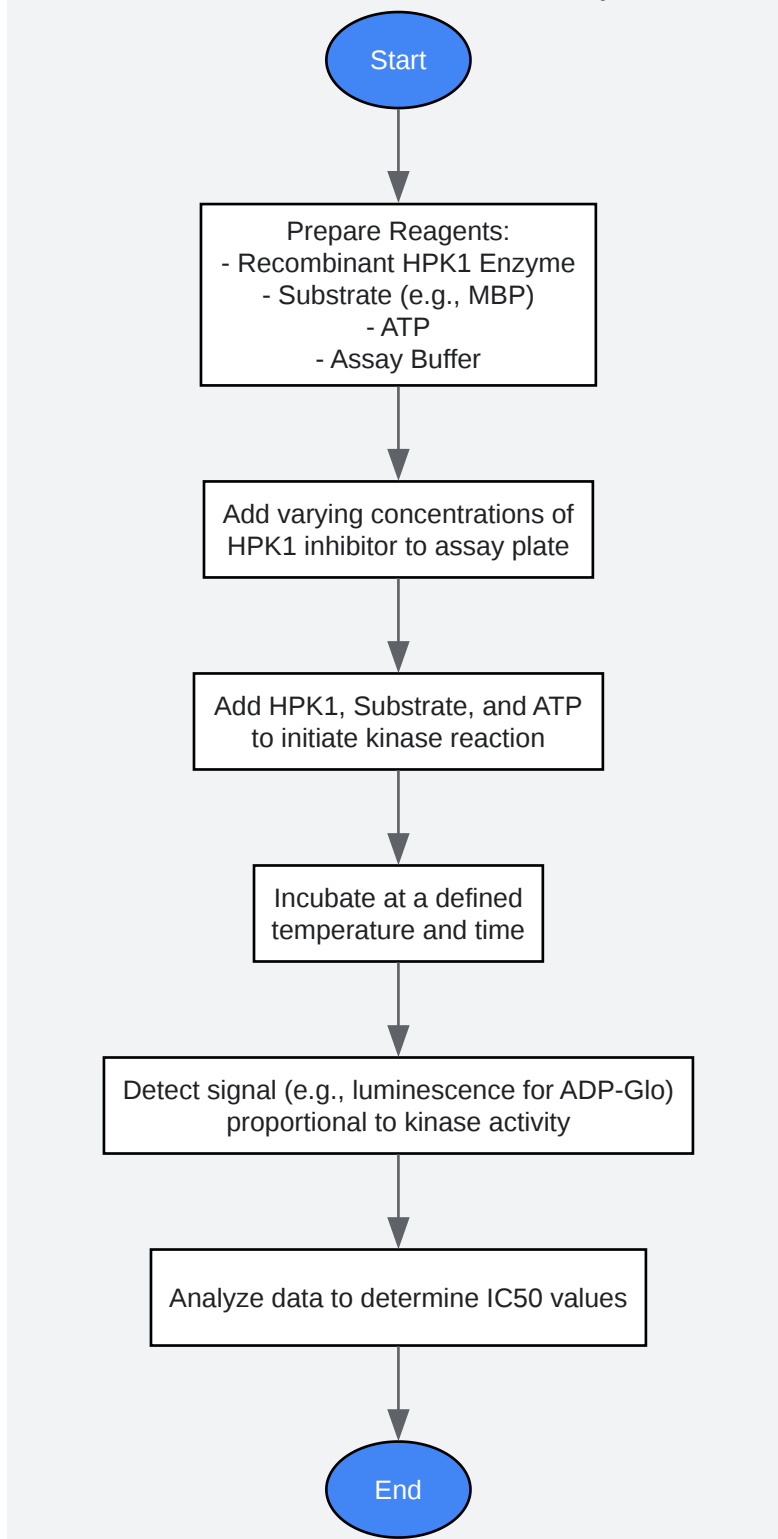 Start
Prepare Reagents:
- Recombinant HPK1 Enzyme
- Substrate (e.g., MBP)
- ATP
- Assay Buffer
Add varying concentrations of
HPK1 inhibitor to assay plate
Add HPK1, Substrate, and ATP
to initiate kinase reaction
Incubate at a defined
temperature and time
Detect signal (e.g., luminescence for ADP-Glo)
proportional to kinase activity
Analyze data to determine IC50 values
End